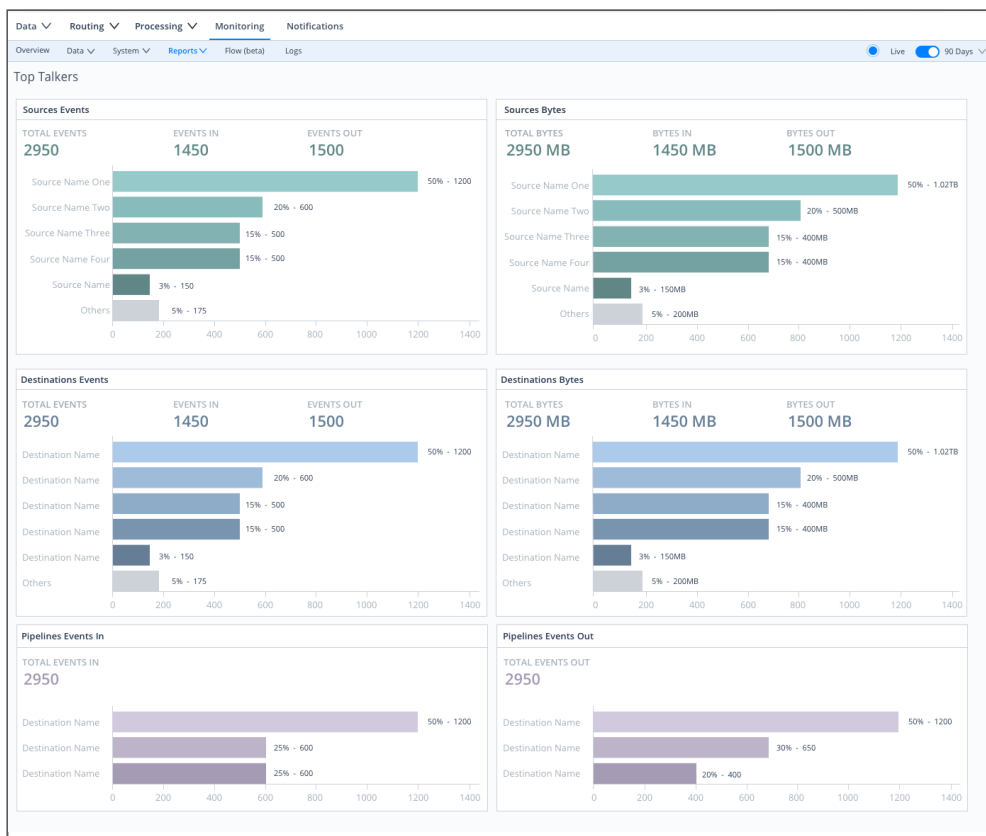 Data Routing Processing Monitoring Notifications
Overview Data System Reports Flow (beta) Logs Live 90 Days
Top Talkers
Sources Events
TOTAL EVENTS EVENTS IN EVENTS OUT
2950 1450 1500
Source Name One 50% - 1200
Source Name Two 20% - 600
Source Name Three 15% - 500
Source Name Four 15% - 500
Source Name 3% - 150
Others 5% - 175
0 200 400 600 800 1000 1200 1400
Sources Bytes
TOTAL BYTES BYTES IN BYTES OUT
2950 MB 1450 MB 1500 MB
Source Name One 50% - 1.02TB
Source Name Two 20% - 500MB
Source Name Three 15% - 400MB
Source Name Four 15% - 400MB
Source Name 3% - 150MB
Others 5% - 200MB
0 200 400 600 800 1000 1200 1400
Destinations Events
TOTAL EVENTS EVENTS IN EVENTS OUT
2950 1450 1500
Destination Name 50% - 1200
Destination Name 20% - 600
Destination Name 15% - 500
Destination Name 15% - 500
Destination Name 3% - 150
Others 5% - 175
0 200 400 600 800 1000 1200 1400
Destinations Bytes
TOTAL BYTES BYTES IN BYTES OUT
2950 MB 1450 MB 1500 MB
Destination Name 50% - 1.02TB
Destination Name 20% - 500MB
Destination Name 15% - 400MB
Destination Name 15% - 400MB
Destination Name 3% - 150MB
Others 5% - 200MB
0 200 400 600 800 1000 1200 1400
Pipelines Events In
TOTAL EVENTS IN
2950
Destination Name 50% - 1200
Destination Name 25% - 600
Destination Name 25% - 600
0 200 400 600 800 1000 1200 1400
Pipelines Events Out
TOTAL EVENTS OUT
2950
Destination Name 50% - 1200
Destination Name 30% - 650
Destination Name 20% - 400
0 200 400 600 800 1000 1200 1400